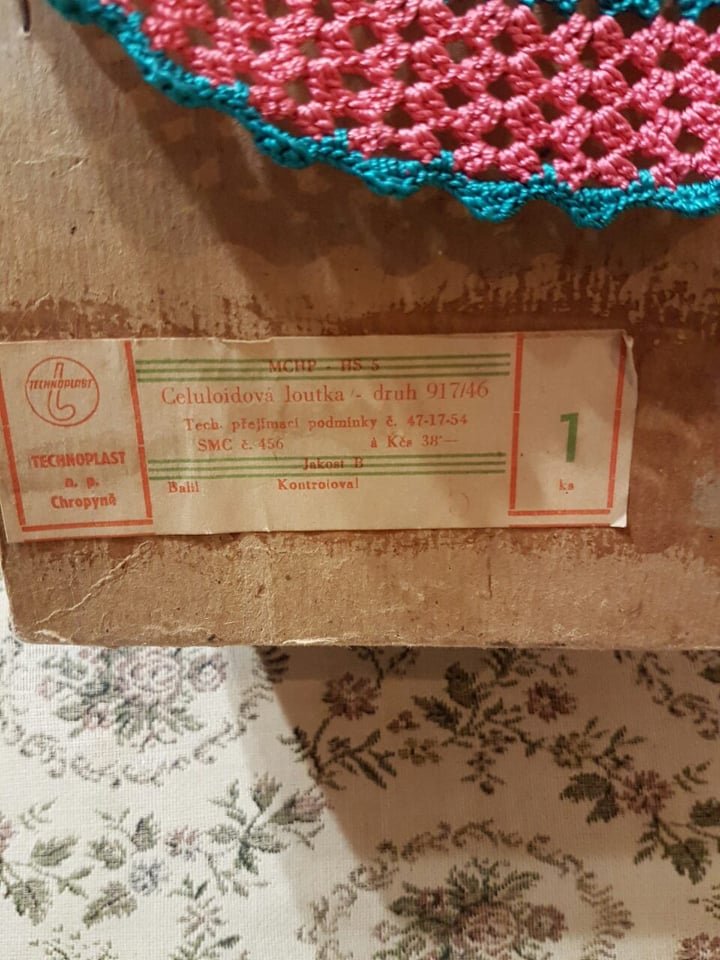 TECHNOPLAST
TECHNOPLAST
n. p.
Chropyně
MCHP - HS 5
Celuloidová loutka - druh 917/46
Tech. přejímací podmínky č. 47-17-54
SMC č. 456 á Kčs 38·—
Jakost B
Balil Kontroloval
1
ks